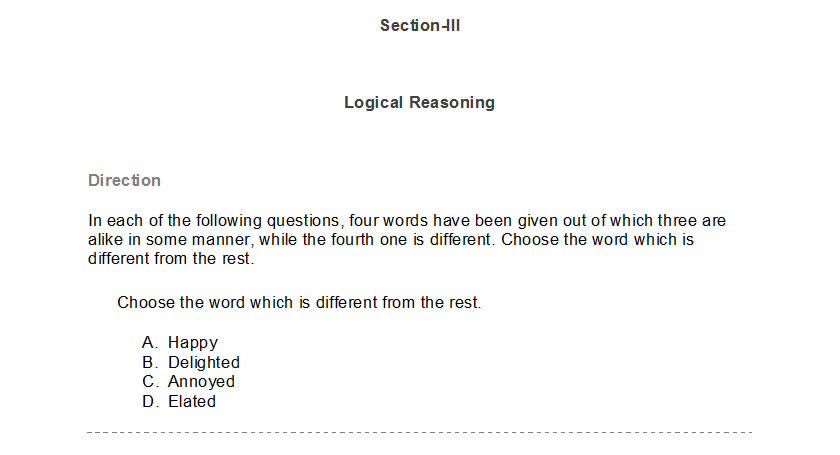 Section-III
Logical Reasoning
Direction
In each of the following questions, four words have been given out of which three are
alike in some manner, while the fourth one is different. Choose the word which is
different from the rest.
Choose the word which is different from the rest.
A. Happy
B. Delighted
C. Annoyed
D. Elated